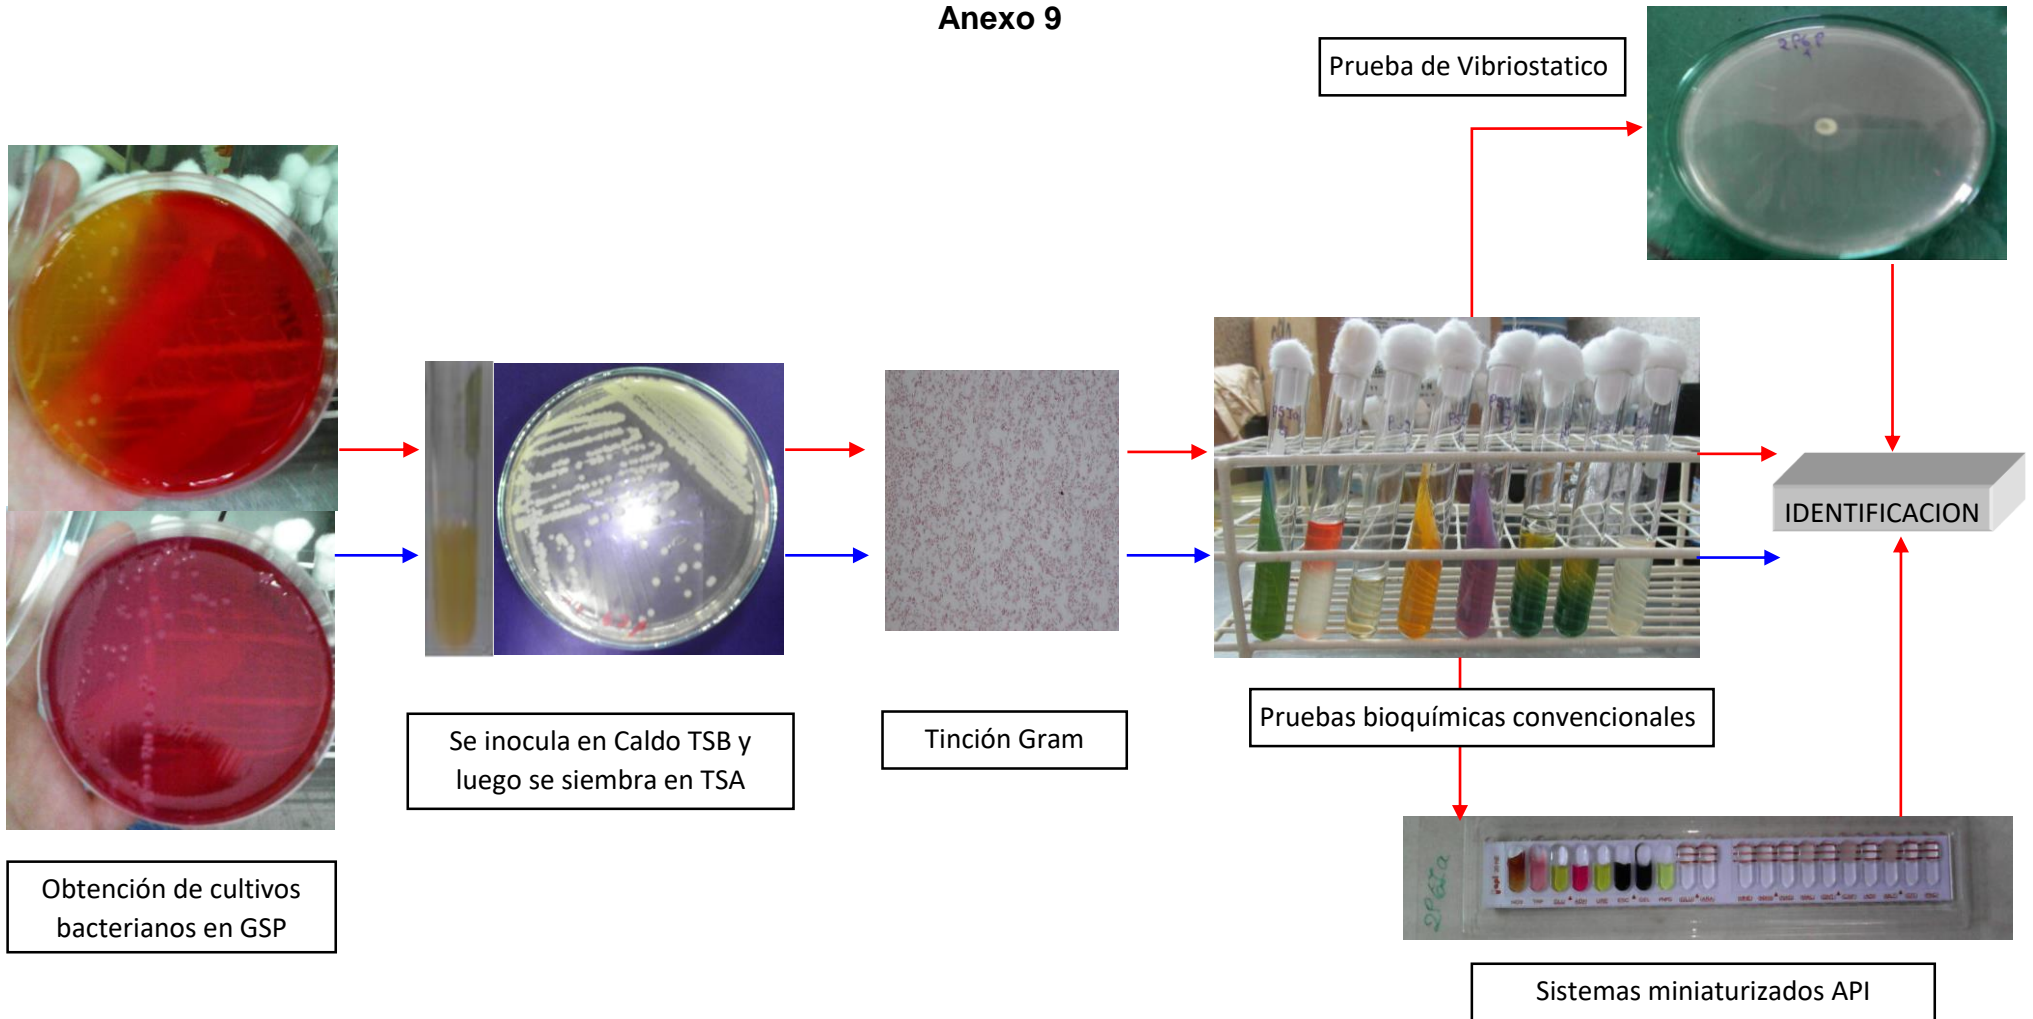 Anexo 9
Prueba de Vibriostatico
2P6P
IDENTIFICACION
Se inocula en Caldo TSB y
luego se siembra en TSA
Tinción Gram
Pruebas bioquímicas convencionales
Obtención de cultivos
bacterianos en GSP
Sistemas miniaturizados API